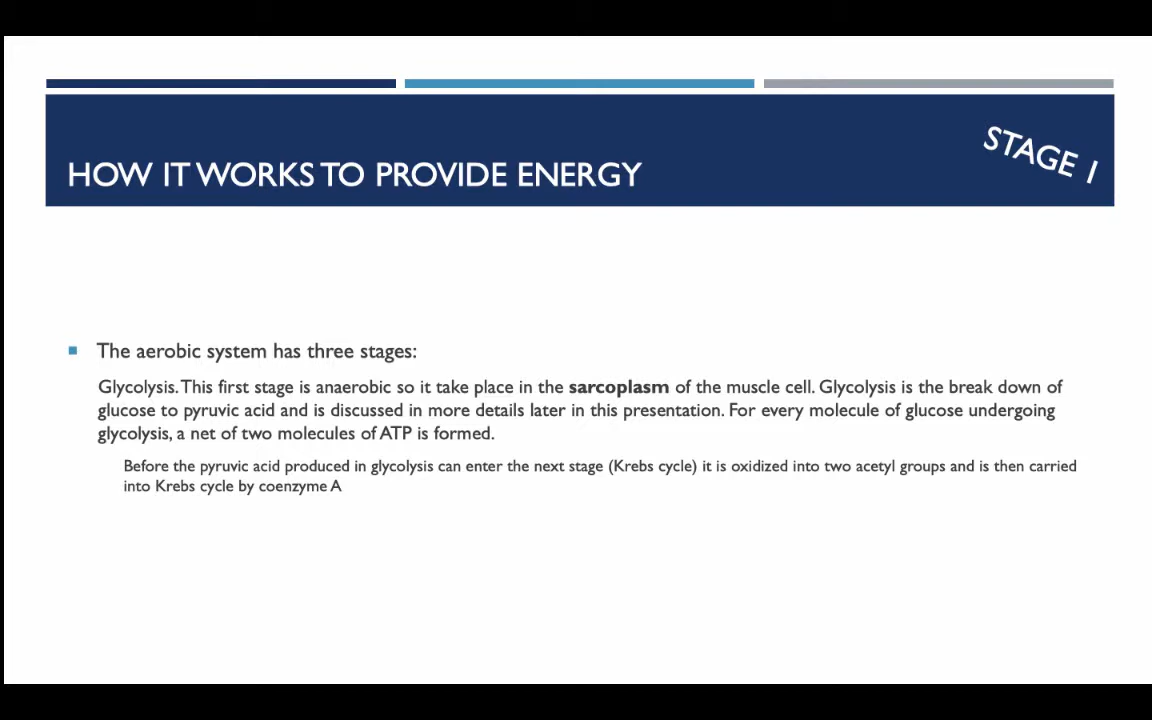 STAGE 1
HOW IT WORKS TO PROVIDE ENERGY
The aerobic system has three stages:
Glycolysis. This first stage is anaerobic so it take place in the sarcoplasm of the muscle cell. Glycolysis is the break down of
glucose to pyruvic acid and is discussed in more details later in this presentation. For every molecule of glucose undergoing
glycolysis, a net of two molecules of ATP is formed.
Before the pyruvic acid produced in glycolysis can enter the next stage (Krebs cycle) it is oxidized into two acetyl groups and is then carried
into Krebs cycle by coenzyme A